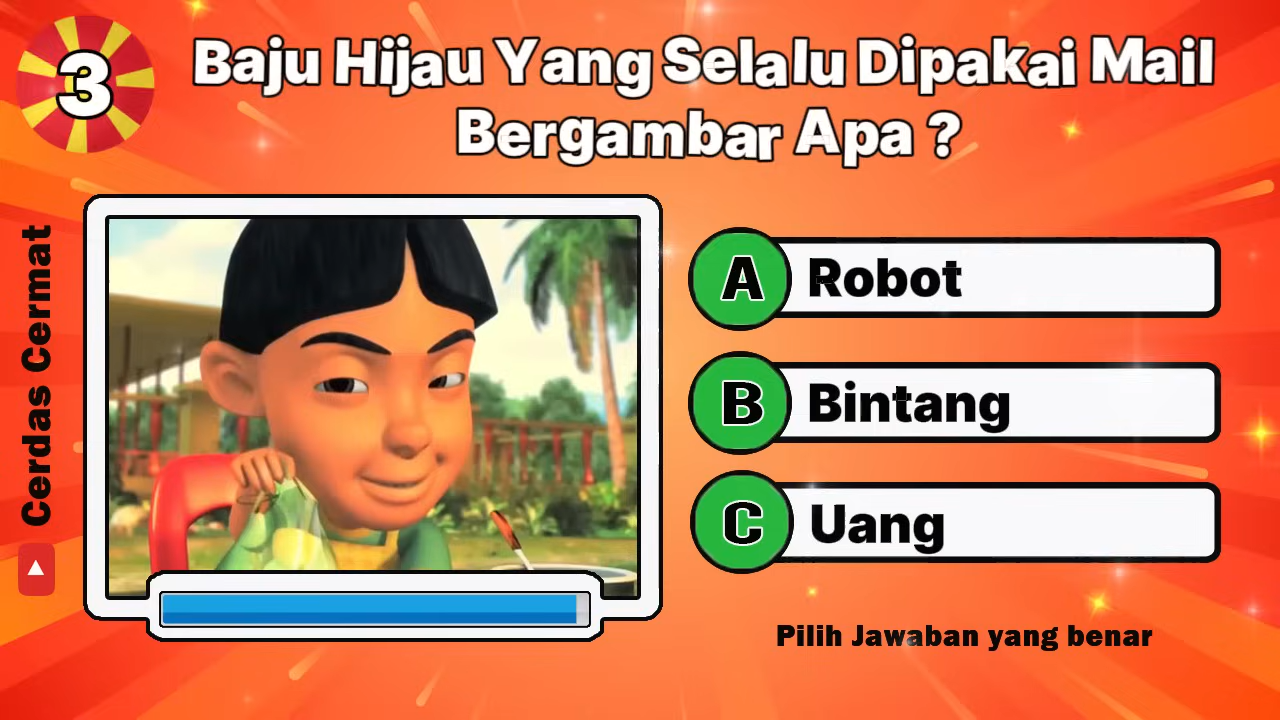 3
Baju Hijau Yang Selalu Dipakai Mail
Bergambar Apa ?
Cerdas Cermat
A Robot
B Bintang
C Uang
Pilih Jawaban yang benar